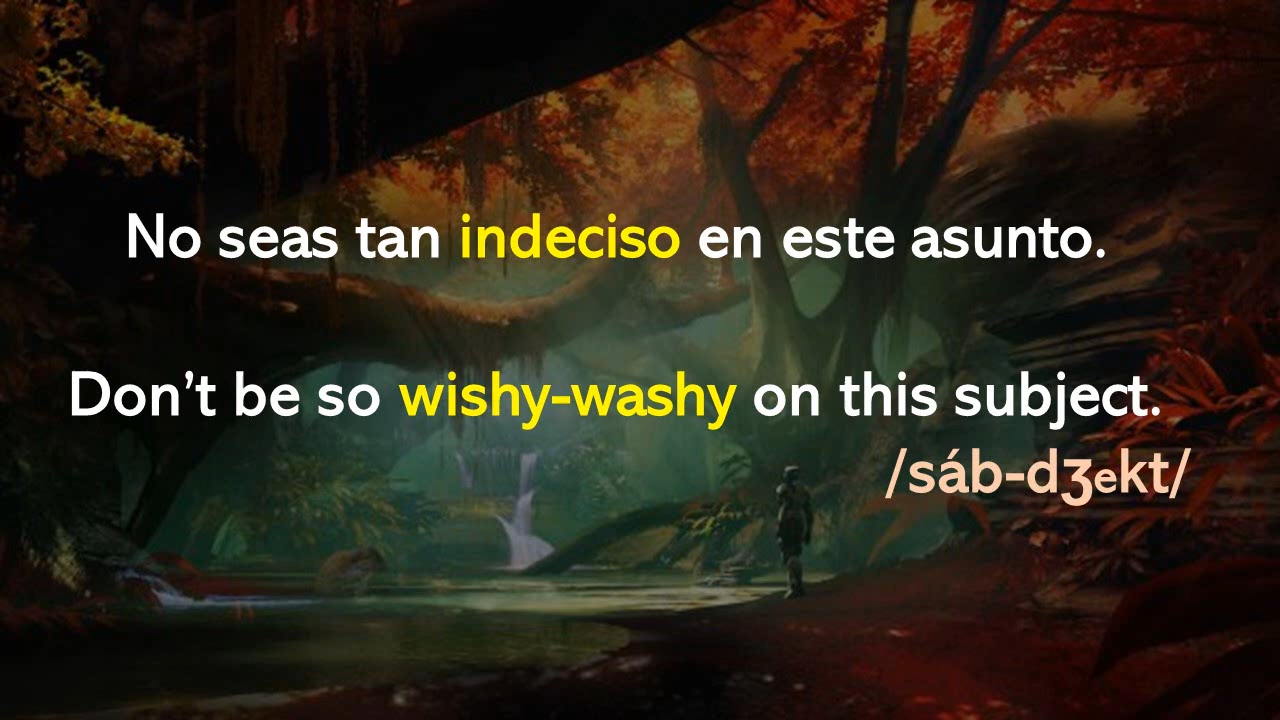 No seas tan indeciso en este asunto.
Don't be so wishy-washy on this subject.
/sáb-dʒekt/